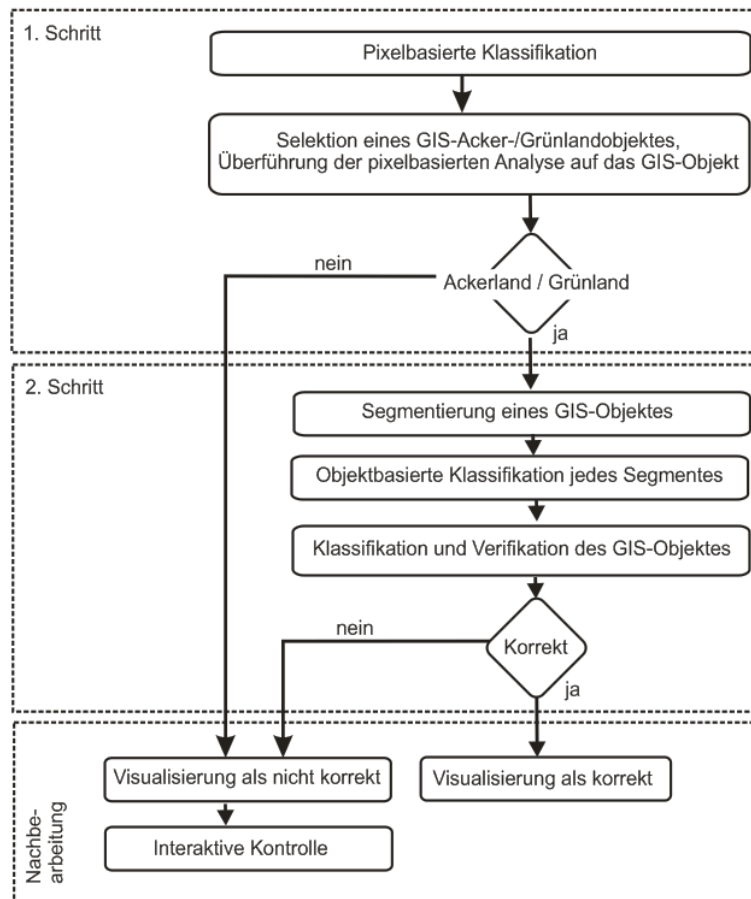 1. Schritt
Pixelbasierte Klassifikation
Selektion eines GIS-Acker-/Grünlandobjektes,
Überführung der pixelbasierten Analyse auf das GIS-Objekt
nein
Ackerland / Grünland
ja
2. Schritt
Segmentierung eines GIS-Objektes
Objektbasierte Klassifikation jedes Segmentes
Klassifikation und Verifikation des GIS-Objektes
nein
Korrekt
ja
Nachbe-
arbeitung
Visualisierung als nicht korrekt
Visualisierung als korrekt
Interaktive Kontrolle